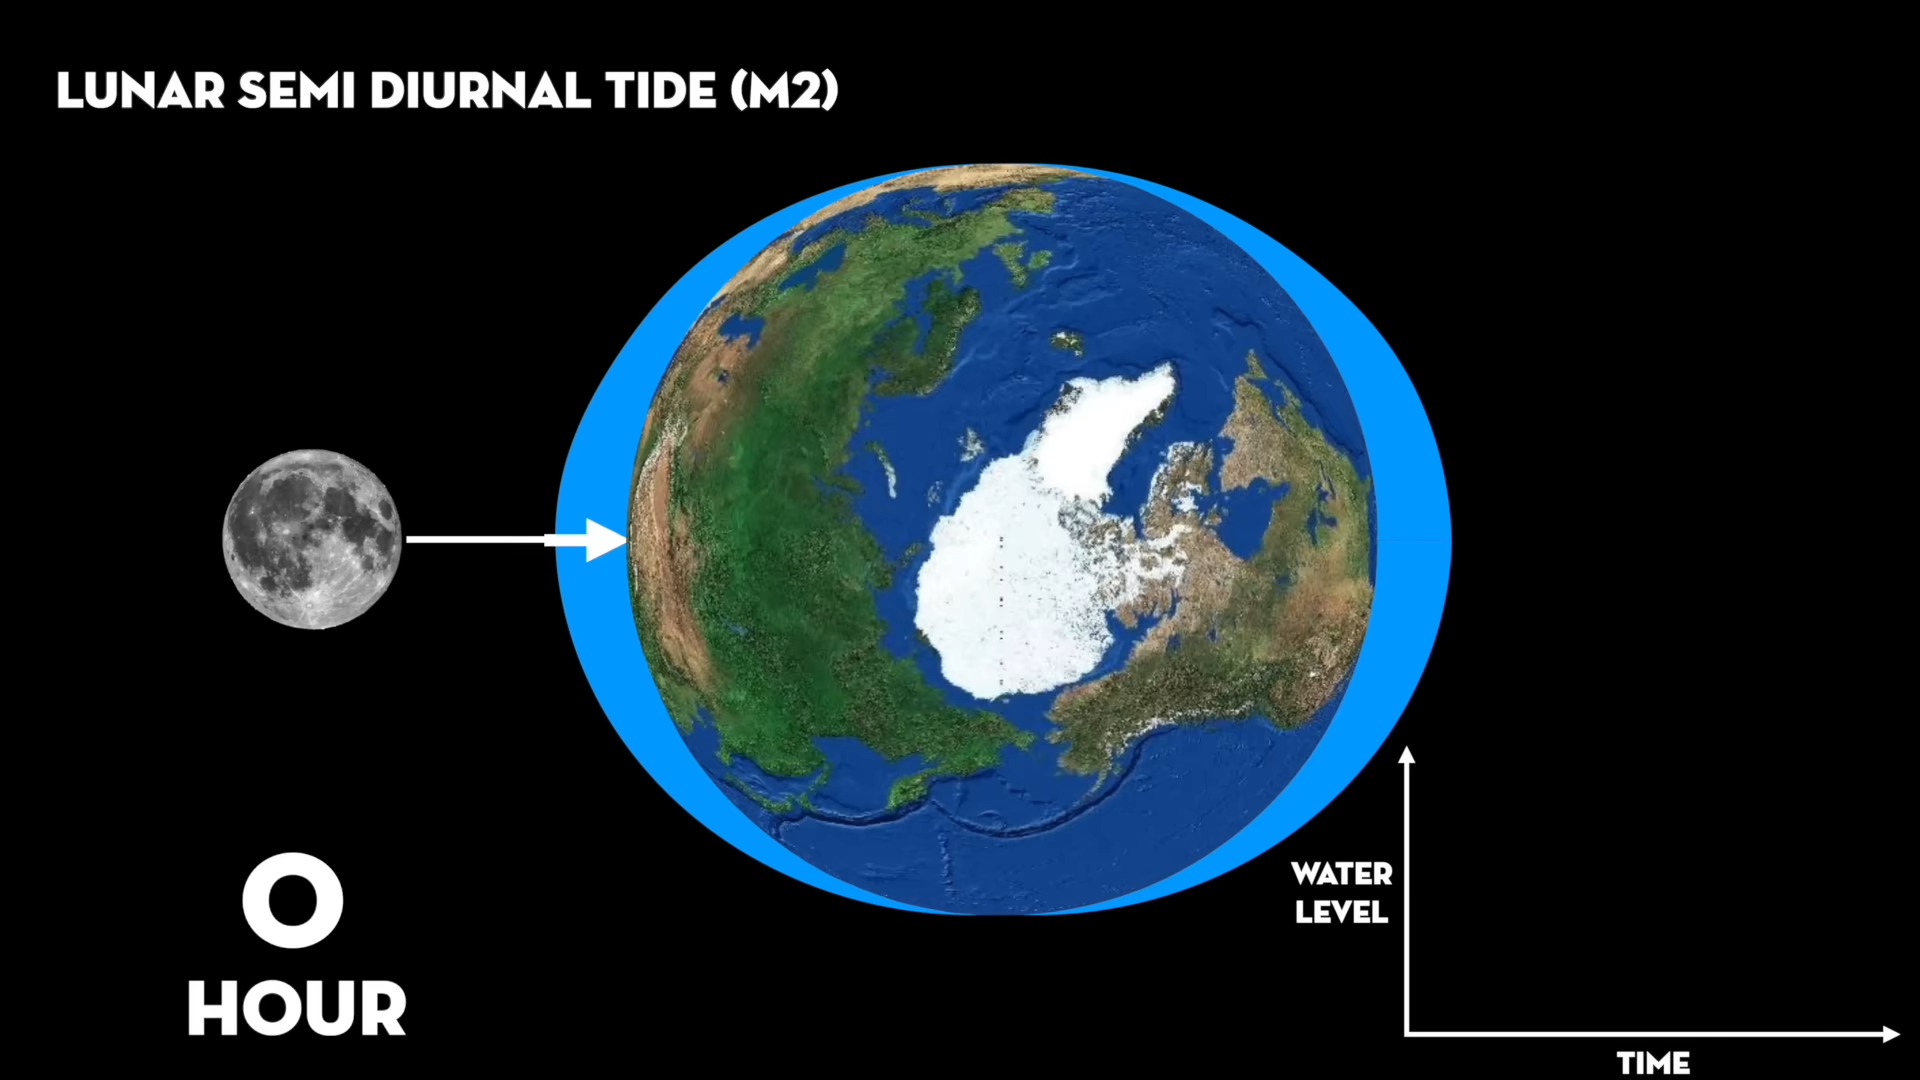 LUNAR SEMI DIURNAL TIDE (M2)
0
HOUR
WATER
LEVEL
TIME